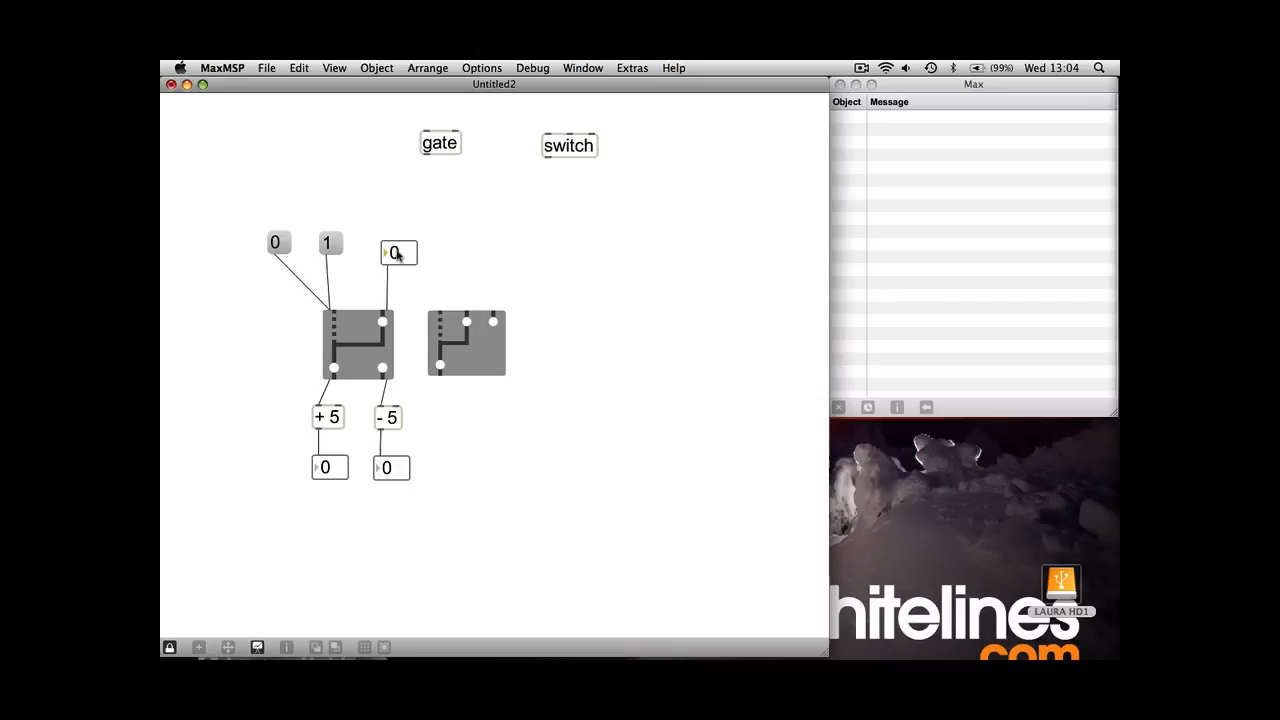 MaxMSP File Edit View Object Arrange Options Debug Window Extras Help (99%) Wed 13:04
Untitled2
Max
Object Message
gate
switch
0
1
0
+ 5
- 5
0
0
LAURA HD1
hitelines
com